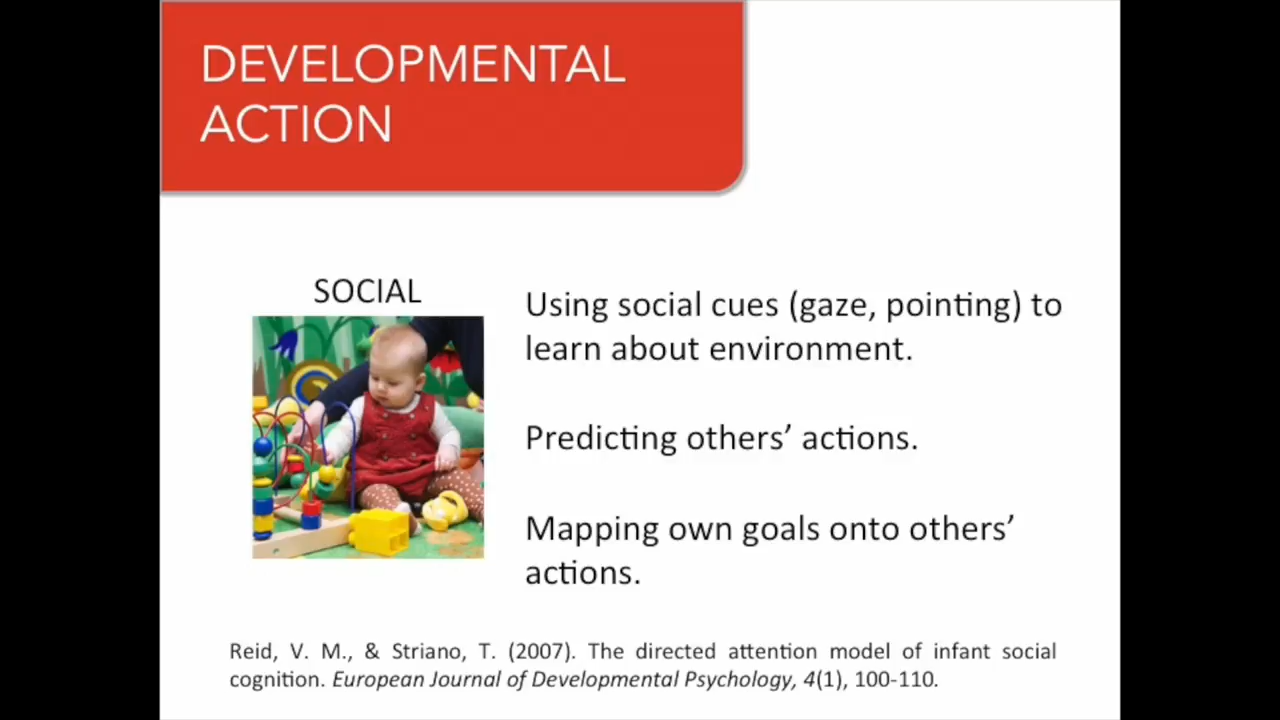 DEVELOPMENTAL
ACTION
SOCIAL
Using social cues (gaze, pointing) to
learn about environment.
Predicting others’ actions.
Mapping own goals onto others’
actions.
Reid, V. M., & Striano, T. (2007). The directed attention model of infant social
cognition. European Journal of Developmental Psychology, 4(1), 100-110.